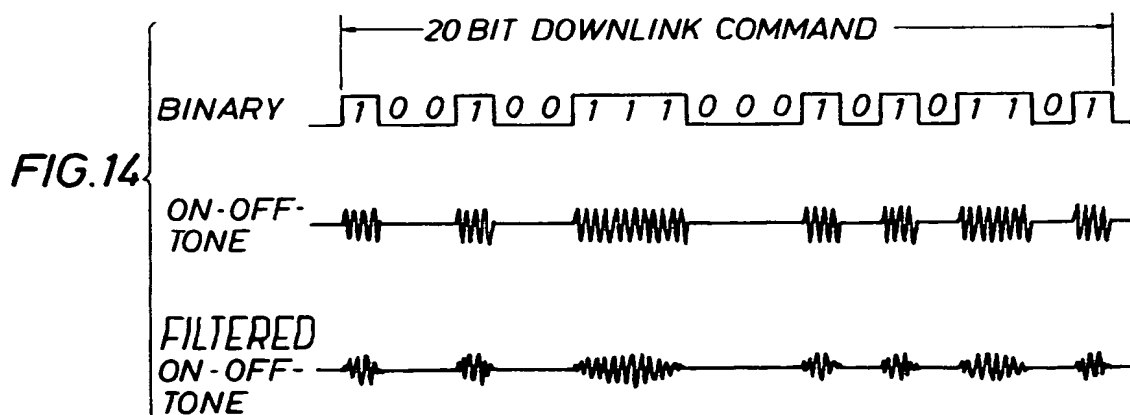 20 BIT DOWNLINK COMMAND
BINARY
1 0 0 1 0 0 1 1 1 0 0 0 1 0 1 0 1 1 0 1
FIG.14
ON-OFF-
TONE
FILTERED
ON-OFF-
TONE